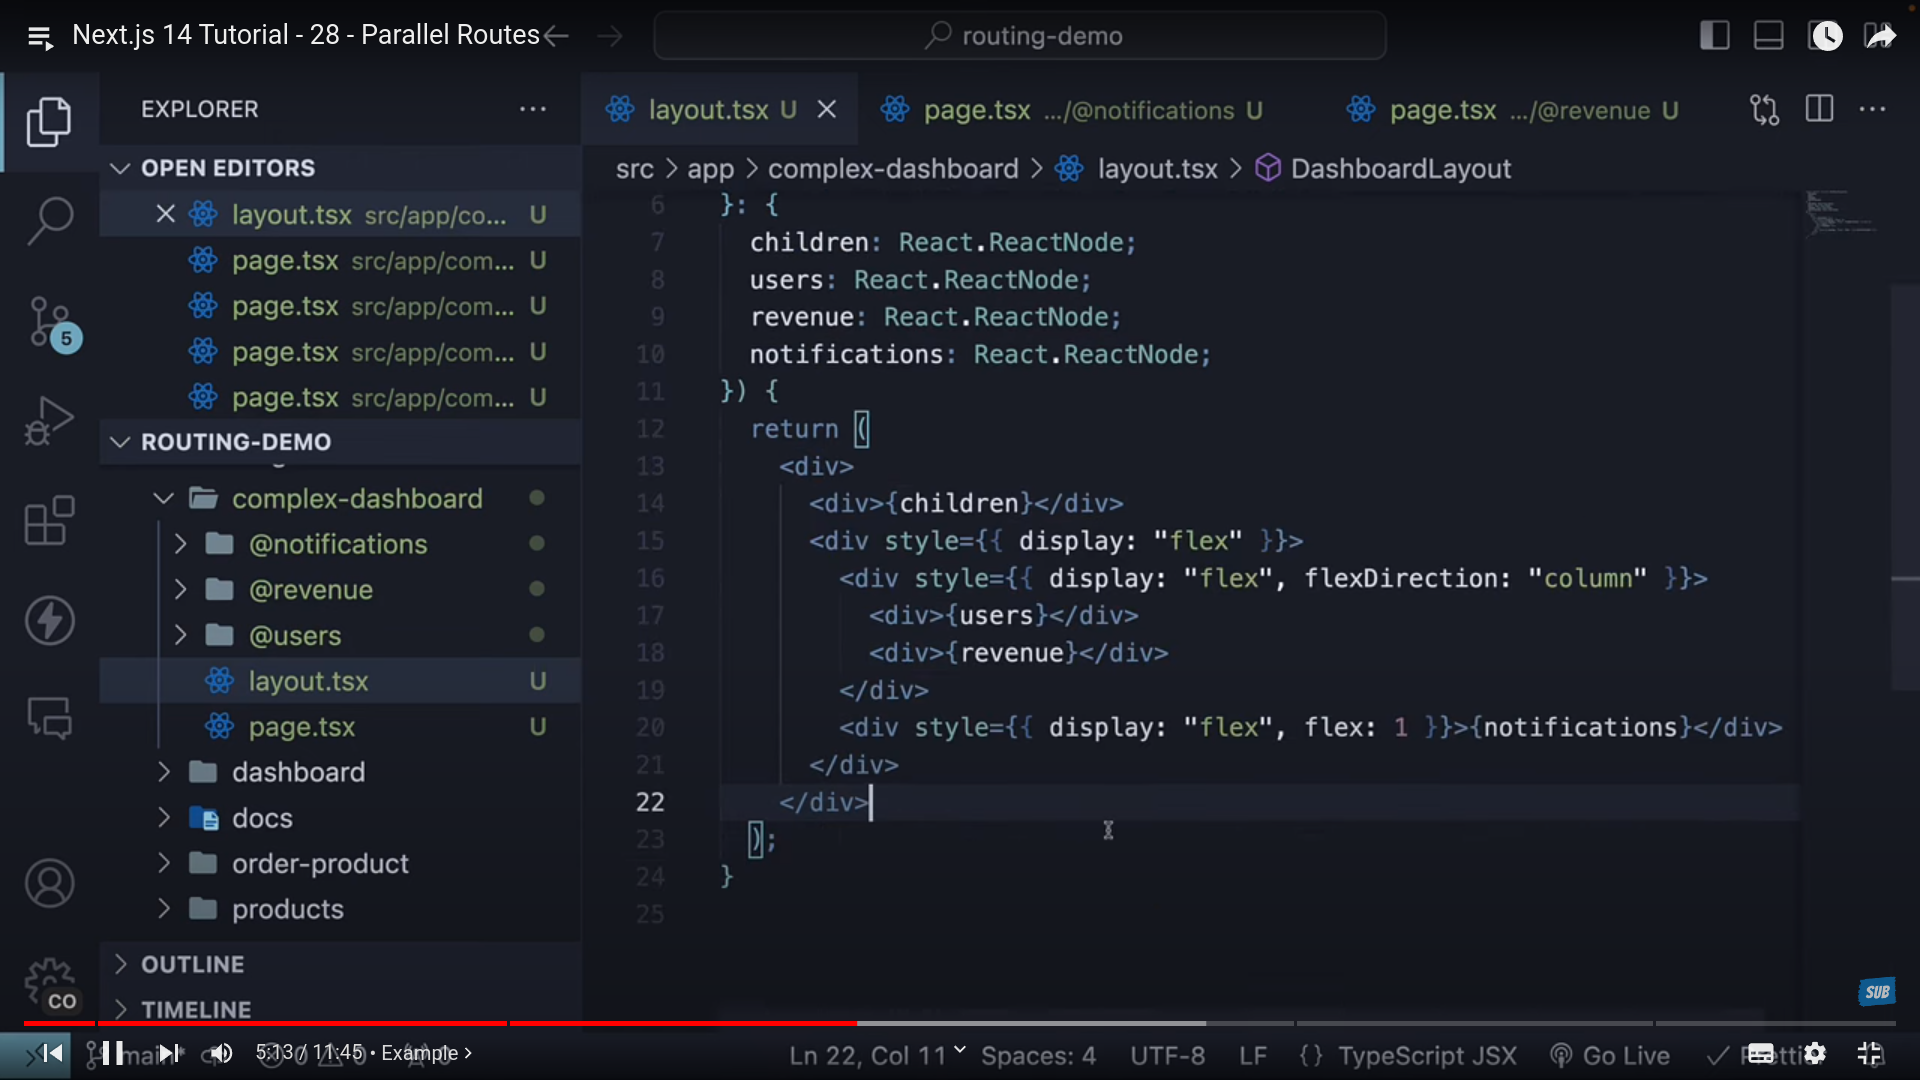 Next.js 14 Tutorial - 28 - Parallel Routes
routing-demo
EXPLORER
OPEN EDITORS
layout.tsx src/app/co... U
page.tsx src/app/com... U
page.tsx src/app/com... U
page.tsx src/app/com... U
page.tsx src/app/com... U
5
ROUTING-DEMO
complex-dashboard
@notifications
@revenue
@users
layout.tsx U
page.tsx U
dashboard
docs
order-product
products
OUTLINE
TIMELINE
CO
layout.tsx U
page.tsx .../@notifications U
page.tsx .../@revenue U
src > app > complex-dashboard > layout.tsx > DashboardLayout
6 }: {
7 children: React.ReactNode;
8 users: React.ReactNode;
9 revenue: React.ReactNode;
10 notifications: React.ReactNode;
11 }) {
12 return (
13 <div>
14 <div>{children}</div>
15 <div style={{ display: "flex" }}>
16 <div style={{ display: "flex", flexDirection: "column" }}>
17 <div>{users}</div>
18 <div>{revenue}</div>
19 </div>
20 <div style={{ display: "flex", flex: 1 }}>{notifications}</div>
21 </div>
22 </div>
23 );
24 }
25
SUB
5:13 / 11:45 • Example >
main*
0 0 0
Ln 22, Col 11 Spaces: 4 UTF-8 LF {} TypeScript JSX Go Live